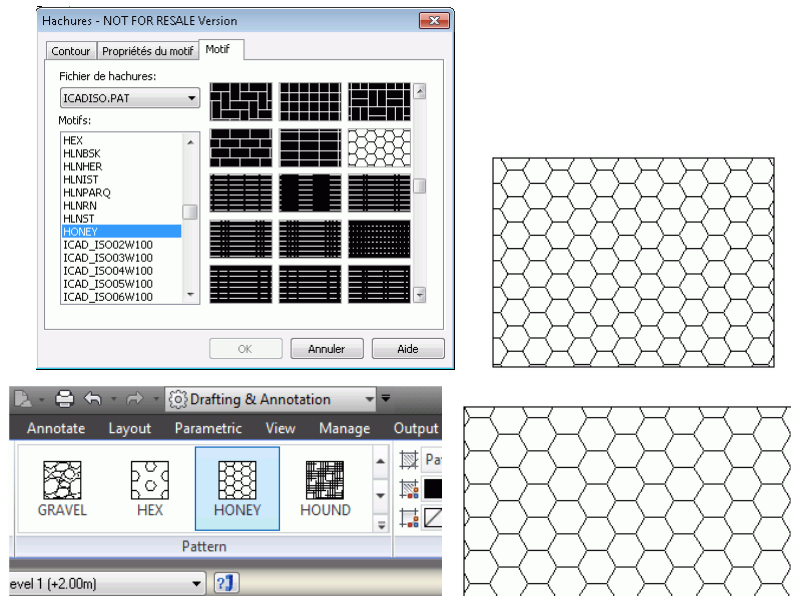 Hachures - NOT FOR RESALE Version
Contour Propriétés du motif Motif
Fichier de hachures:
ICADISO.PAT
Motifs:
HEX
HLNBSK
HLNHER
HLNIST
HLNPARQ
HLNRN
HLNST
HONEY
ICAD_ISO02W100
ICAD_ISO03W100
ICAD_ISO04W100
ICAD_ISO05W100
ICAD_ISO06W100
OK Annuler Aide
Drafting & Annotation
Annotate Layout Parametric View Manage Output
Pa
GRAVEL HEX HONEY HOUND
Pattern
evel 1 (+2.00m)